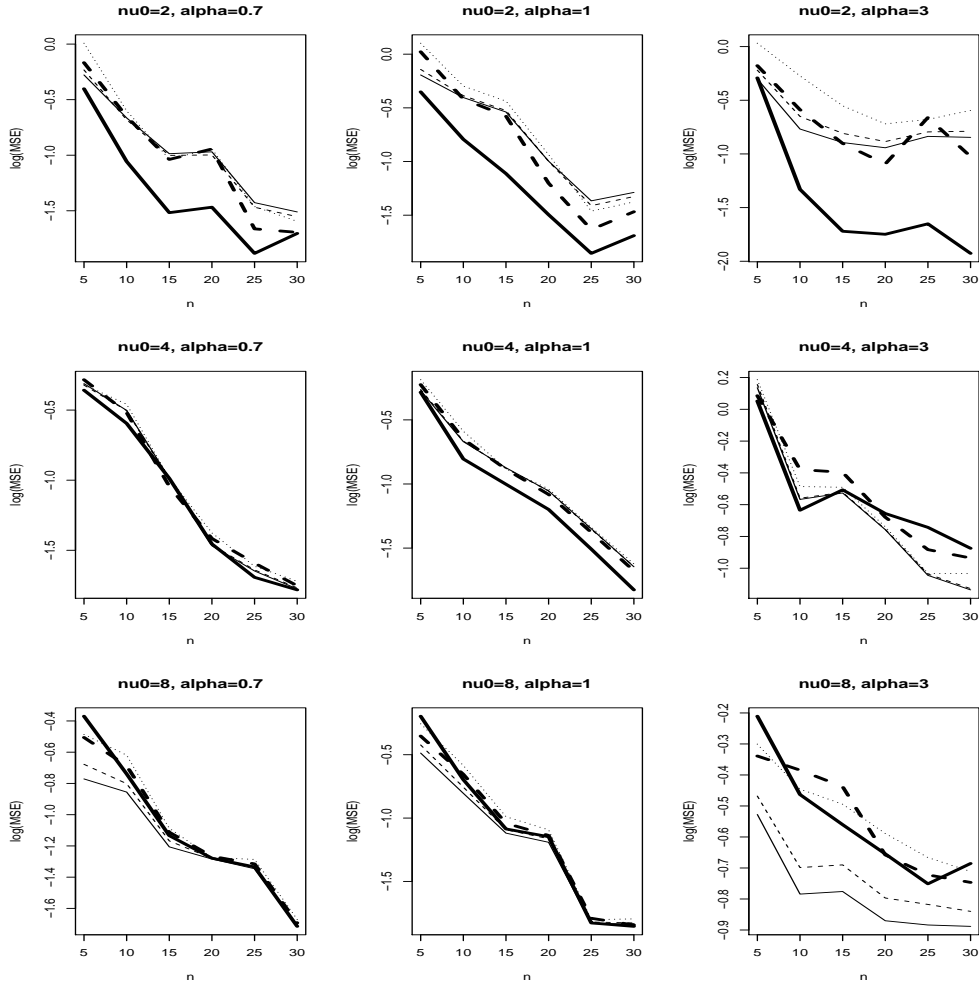 nu0=2, alpha=0.7
log(MSE)
0.0
−0.5
−1.0
−1.5
5 10 15 20 25 30
n
nu0=2, alpha=1
log(MSE)
0.0
−0.5
−1.0
−1.5
5 10 15 20 25 30
n
nu0=2, alpha=3
log(MSE)
0.0
−0.5
−1.0
−1.5
−2.0
5 10 15 20 25 30
n
nu0=4, alpha=0.7
log(MSE)
−0.5
−1.0
−1.5
5 10 15 20 25 30
n
nu0=4, alpha=1
log(MSE)
−0.5
−1.0
−1.5
5 10 15 20 25 30
n
nu0=4, alpha=3
log(MSE)
0.2
0.0
−0.2
−0.4
−0.6
−0.8
−1.0
5 10 15 20 25 30
n
nu0=8, alpha=0.7
log(MSE)
−0.4
−0.6
−0.8
−1.0
−1.2
−1.4
−1.6
5 10 15 20 25 30
n
nu0=8, alpha=1
log(MSE)
−0.5
−1.0
−1.5
5 10 15 20 25 30
n
nu0=8, alpha=3
log(MSE)
−0.2
−0.3
−0.4
−0.5
−0.6
−0.7
−0.8
−0.9
5 10 15 20 25 30
n